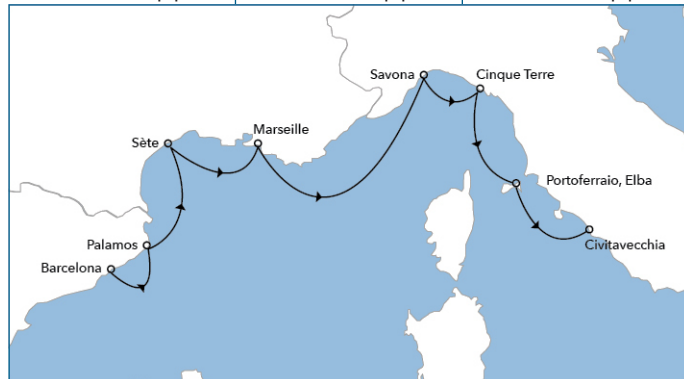 Savona
Cinque Terre
Sète
Marseille
Portoferraio, Elba
Palamos
Civitavecchia
Barcelona